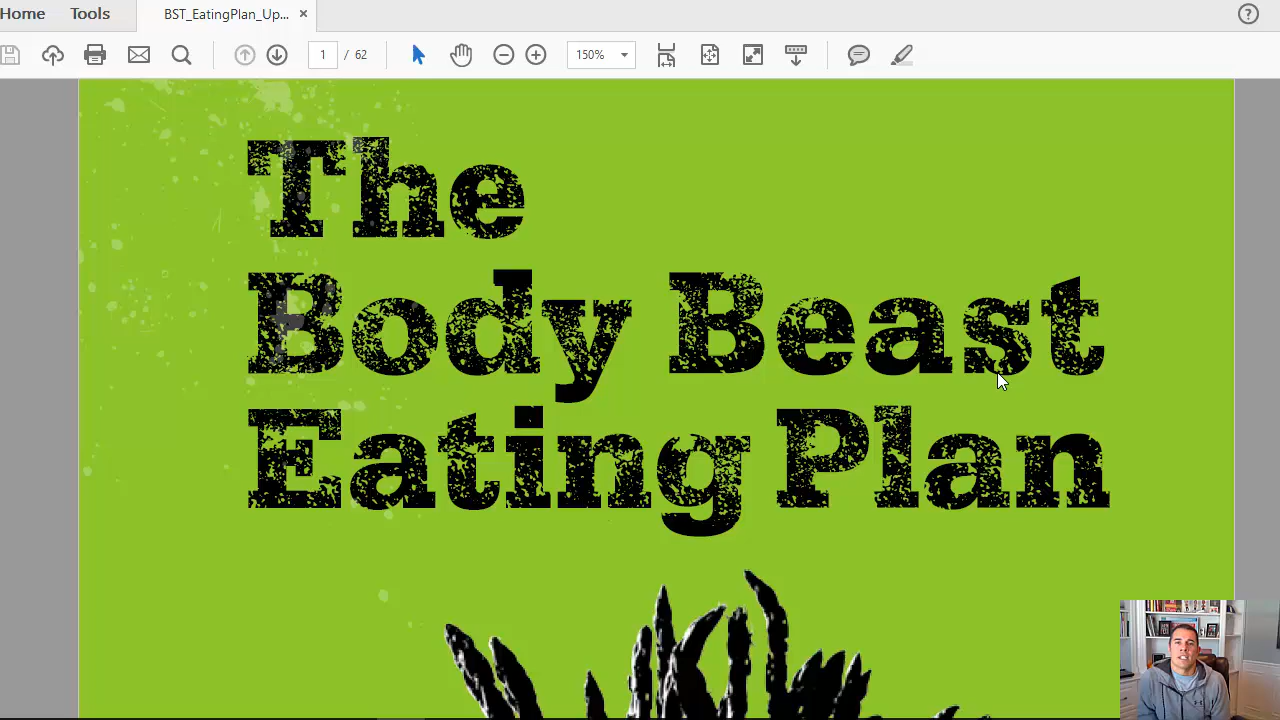 Home Tools BST_EatingPlan_Up... ×
1 / 62 150%
The
Body Beast
Eating Plan